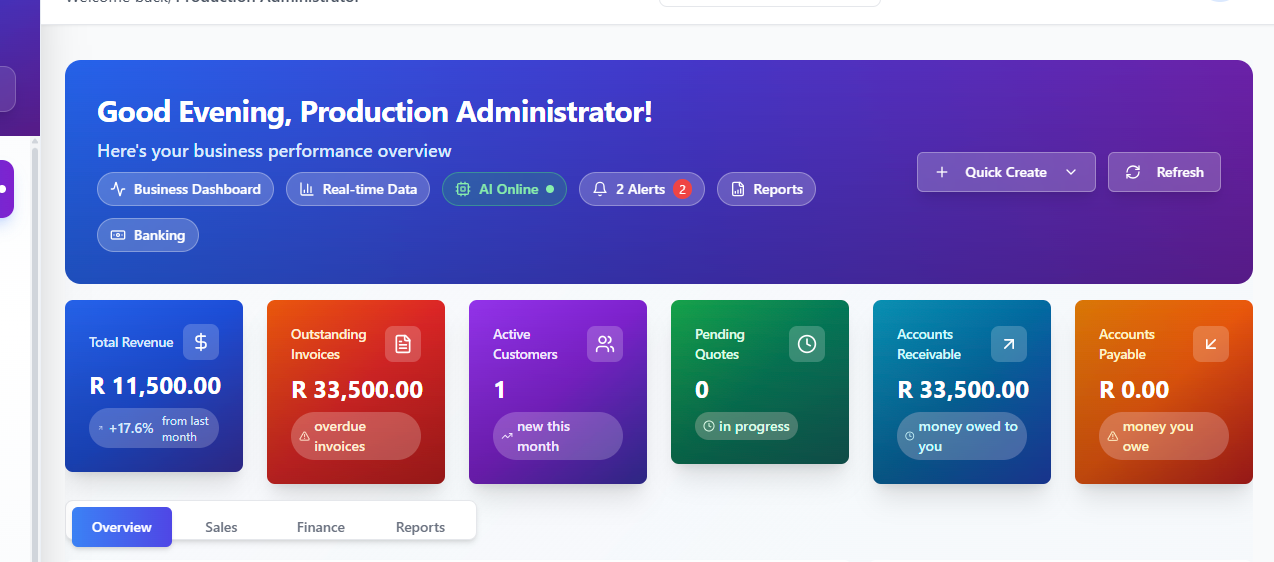 Welcome back, Production Administrator
Good Evening, Production Administrator!
Here's your business performance overview
Business Dashboard
Real-time Data
AI Online
2 Alerts 2
Reports
Banking
Quick Create
Refresh
Total Revenue
R 11,500.00
+17.6% from last
month
Outstanding
Invoices
R 33,500.00
overdue
invoices
Active
Customers
1
new this
month
Pending
Quotes
0
in progress
Accounts
Receivable
R 33,500.00
money owed to
you
Accounts
Payable
R 0.00
money you
owe
Overview
Sales
Finance
Reports